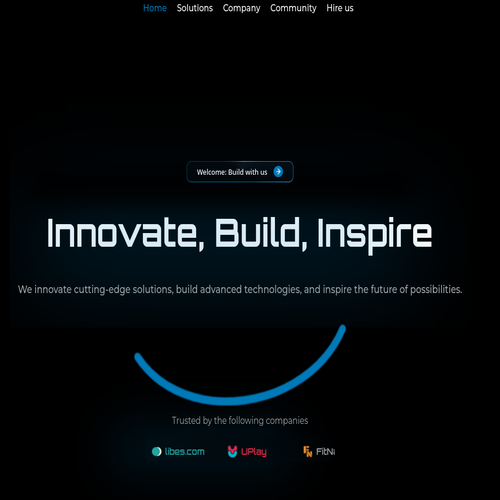 Home Solutions Company Community Hire us
Welcome: Build with us
Innovate, Build, Inspire
We innovate cutting-edge solutions, build advanced technologies, and inspire the future of possibilities.
Trusted by the following companies
libes.com UPlay FitNi